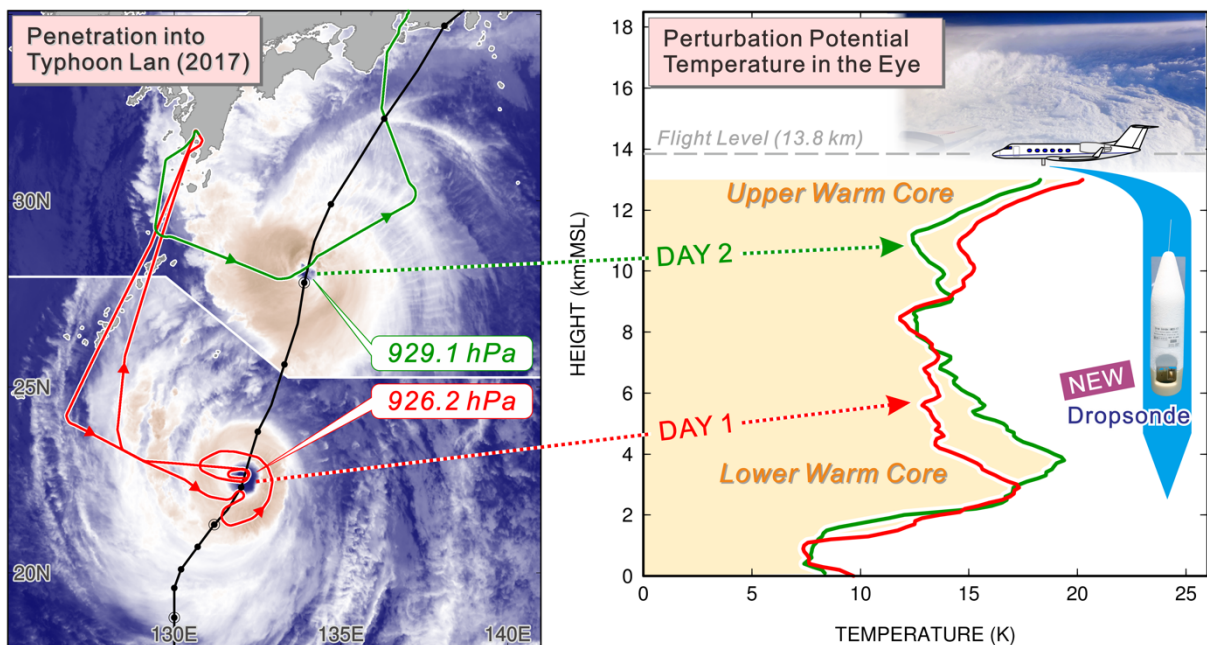 Penetration into
Typhoon Lan (2017)
30N
25N
20N
130E
135E
140E
929.1 hPa
926.2 hPa
DAY 2
DAY 1
Perturbation Potential
Temperature in the Eye
Flight Level (13.8 km)
Upper Warm Core
Lower Warm Core
NEW
Dropsonde
HEIGHT (km MSL)
18
16
14
12
10
8
6
4
2
0
0
5
10
15
20
25
TEMPERATURE (K)